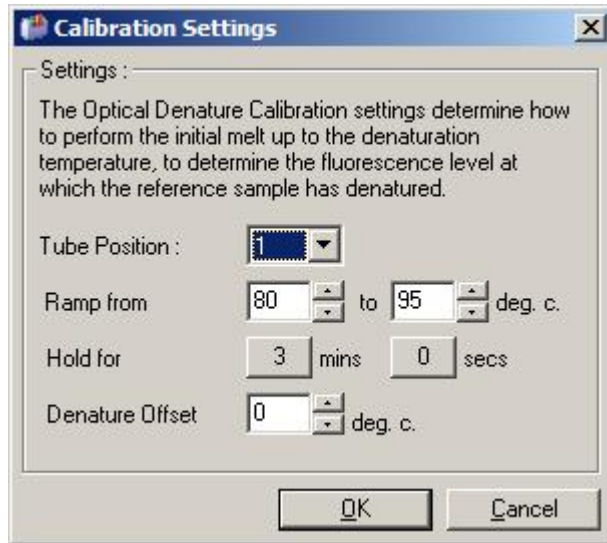 Calibration Settings
Settings :
The Optical Denature Calibration settings determine how
to perform the initial melt up to the denaturation
temperature, to determine the fluorescence level at
which the reference sample has denatured.
Tube Position : 1
Ramp from 80 to 95 deg. c.
Hold for 3 mins 0 secs
Denature Offset 0 deg. c.
OK Cancel